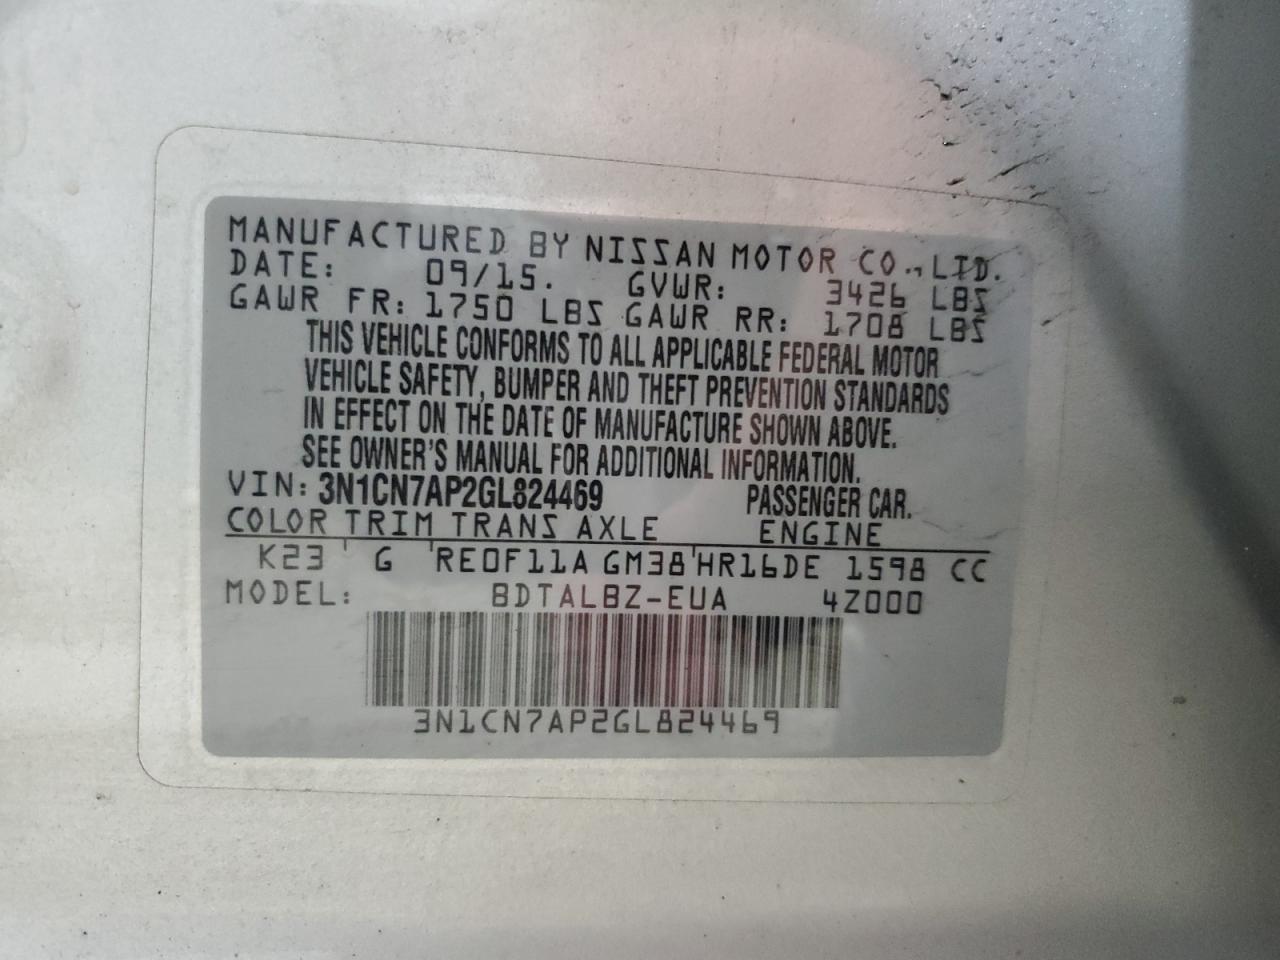 MANUFACTURED BY NISSAN MOTOR CO., LTD.
DATE: 09/15. GVWR: 3426 LBS
GAWR FR: 1750 LBS GAWR RR: 1708 LBS
THIS VEHICLE CONFORMS TO ALL APPLICABLE FEDERAL MOTOR
VEHICLE SAFETY, BUMPER AND THEFT PREVENTION STANDARDS
IN EFFECT ON THE DATE OF MANUFACTURE SHOWN ABOVE.
SEE OWNER'S MANUAL FOR ADDITIONAL INFORMATION.
VIN: 3N1CN7AP2GL824469 PASSENGER CAR.
COLOR TRIM TRANS AXLE ENGINE
K23 ' G ' RE0F11A GM38 ' HR16DE 1598 CC
MODEL: BDTALBZ-EUA 4Z000
3N1CN7AP2GL824469